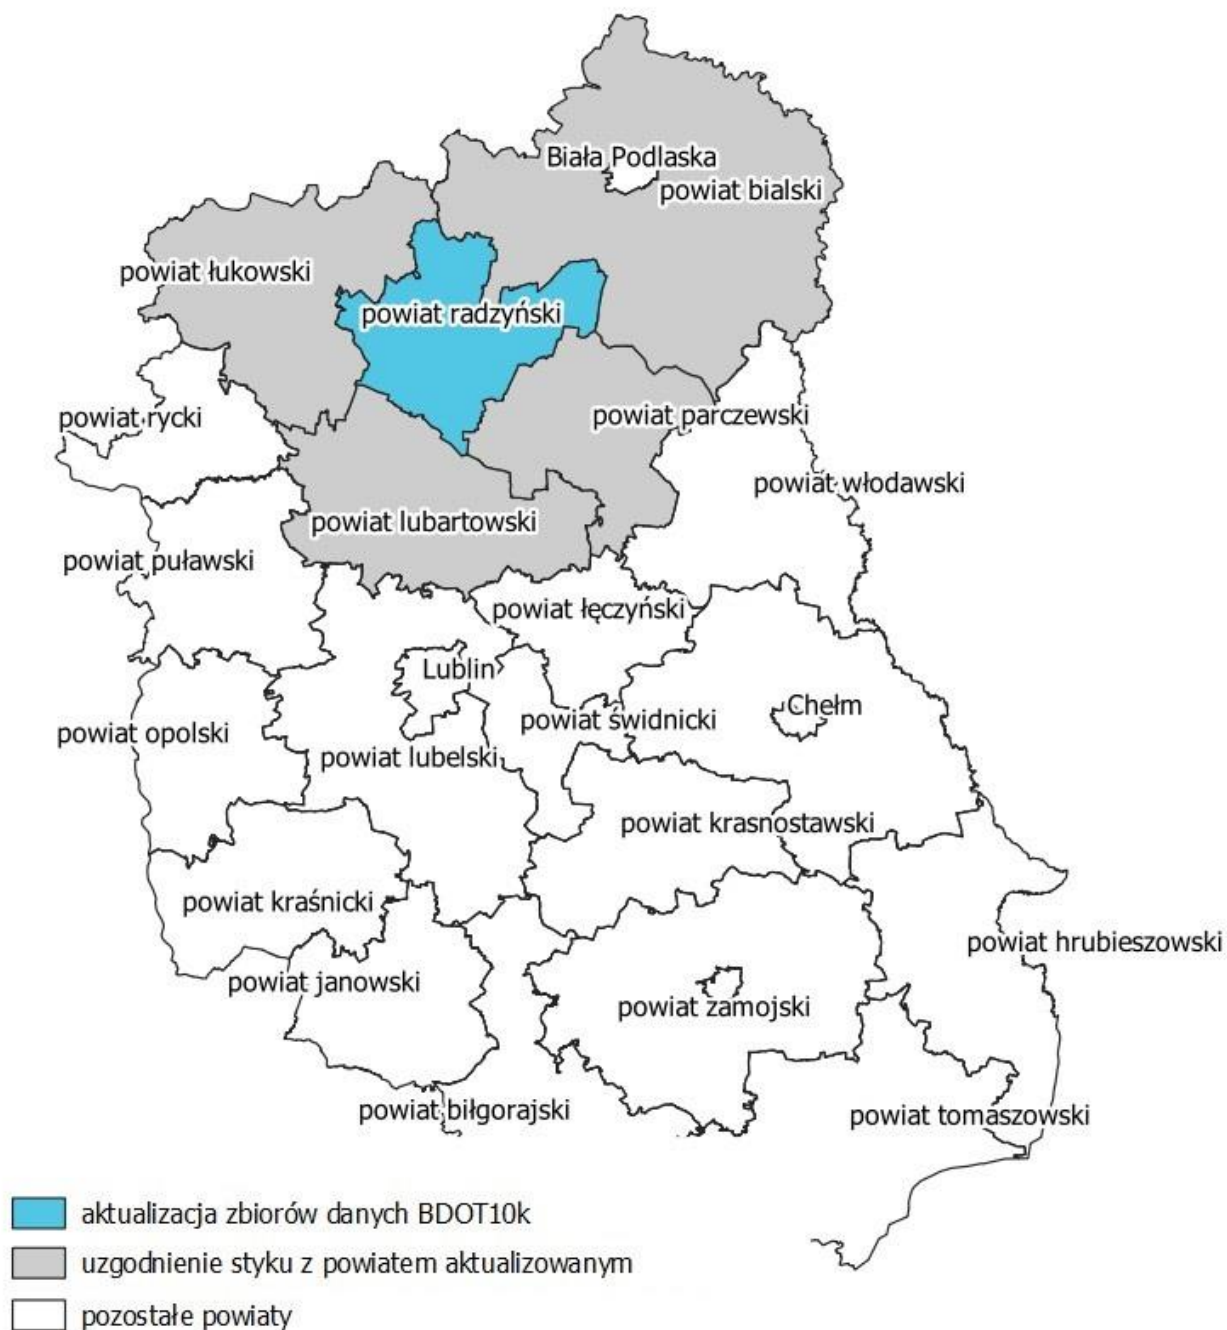 Biała Podlaska
powiat bialski
powiat łukowski
powiat radzyński
powiat rycki
powiat parczewski
powiat włodawski
powiat lubartowski
powiat puławski
powiat łęczyński
Lublin
Chełm
powiat świdnicki
powiat opolski
powiat lubelski
powiat krasnostawski
powiat kraśnicki
powiat hrubieszowski
powiat janowski
powiat zamojski
powiat biłgorajski
powiat tomaszowski
aktualizacja zbiorów danych BDOT10k
uzgodnienie styku z powiatem aktualizowanym
pozostałe powiaty